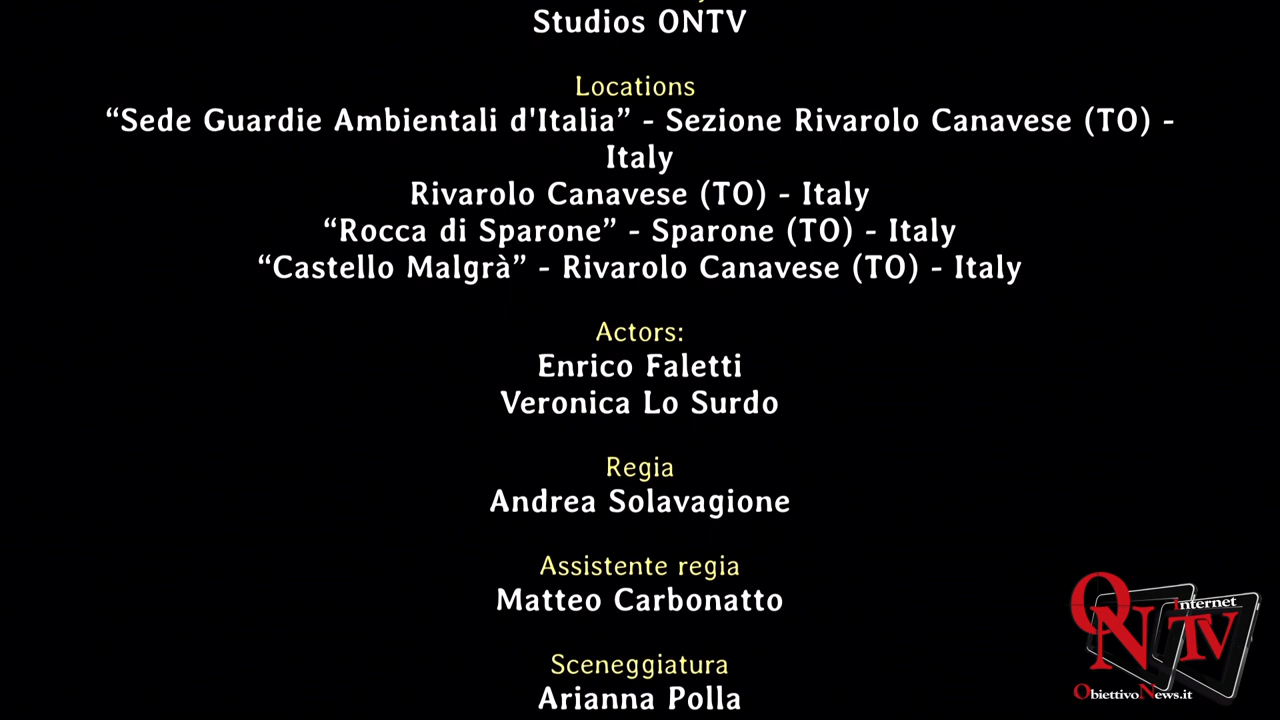 Studios ONTV
Locations
“Sede Guardie Ambientali d'Italia” - Sezione Rivarolo Canavese (TO) -
Italy
Rivarolo Canavese (TO) - Italy
“Rocca di Sparone” - Sparone (TO) - Italy
“Castello Malgrà” - Rivarolo Canavese (TO) - Italy
Actors:
Enrico Faletti
Veronica Lo Surdo
Regia
Andrea Solavagione
Assistente regia
Matteo Carbonatto
Sceneggiatura
Arianna Polla
ON
Internet
TV
ObiettivoNews.it